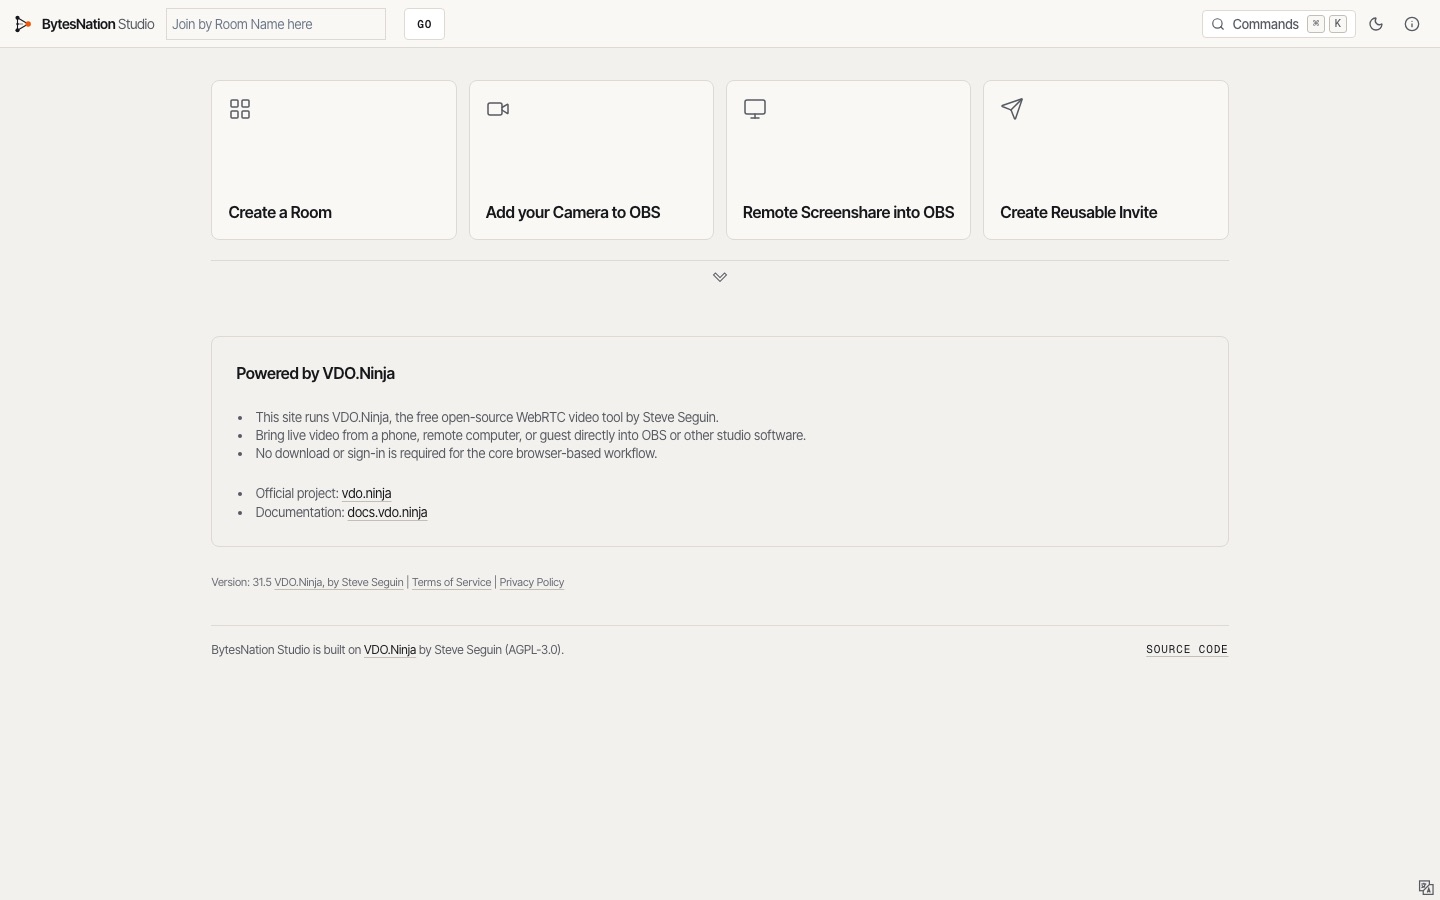 BytesNation Studio
Join by Room Name here
GO
Commands ⌘ K
Create a Room
Add your Camera to OBS
Remote Screenshare into OBS
Create Reusable Invite
Powered by VDO.Ninja
• This site runs VDO.Ninja, the free open-source WebRTC video tool by Steve Seguin.
• Bring live video from a phone, remote computer, or guest directly into OBS or other studio software.
• No download or sign-in is required for the core browser-based workflow.
• Official project: vdo.ninja
• Documentation: docs.vdo.ninja
Version: 31.5 VDO.Ninja, by Steve Seguin | Terms of Service | Privacy Policy
BytesNation Studio is built on VDO.Ninja by Steve Seguin (AGPL-3.0).
SOURCE CODE